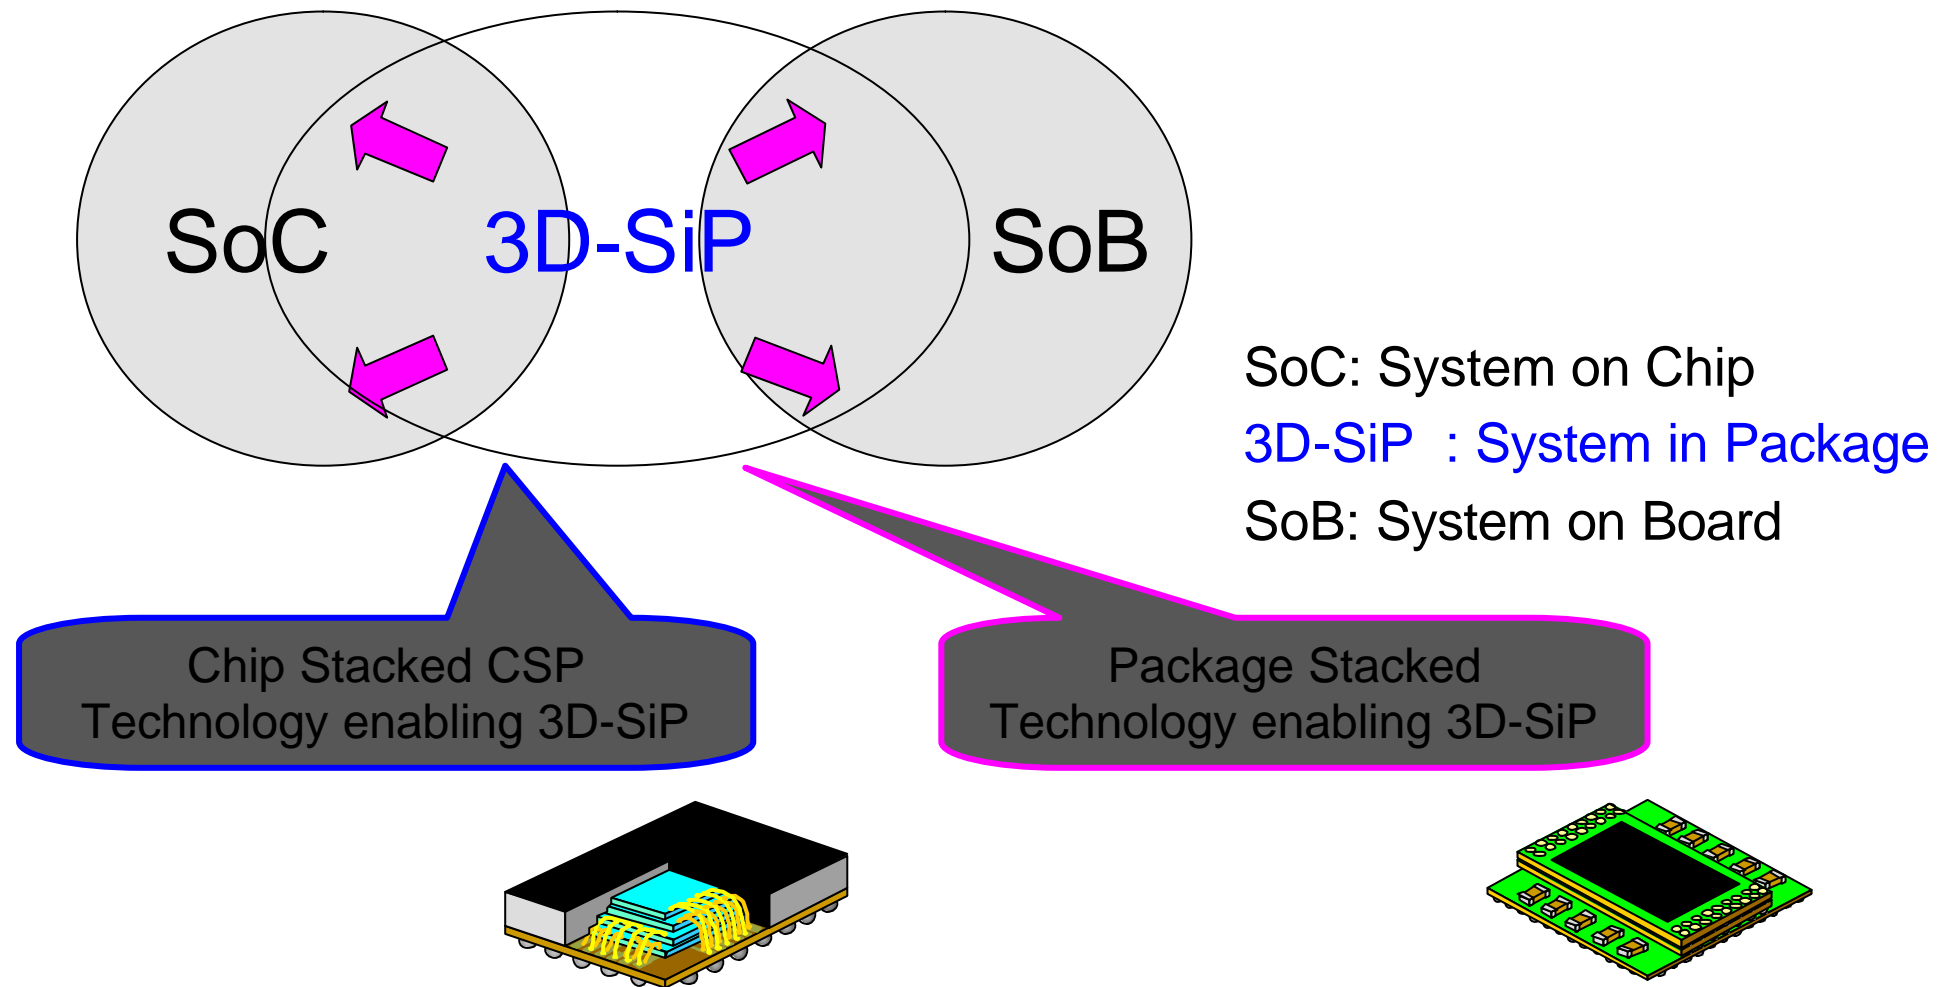 SoC 3D-SiP SoB
SoC: System on Chip
3D-SiP : System in Package
SoB: System on Board
Chip Stacked CSP
Technology enabling 3D-SiP
Package Stacked
Technology enabling 3D-SiP